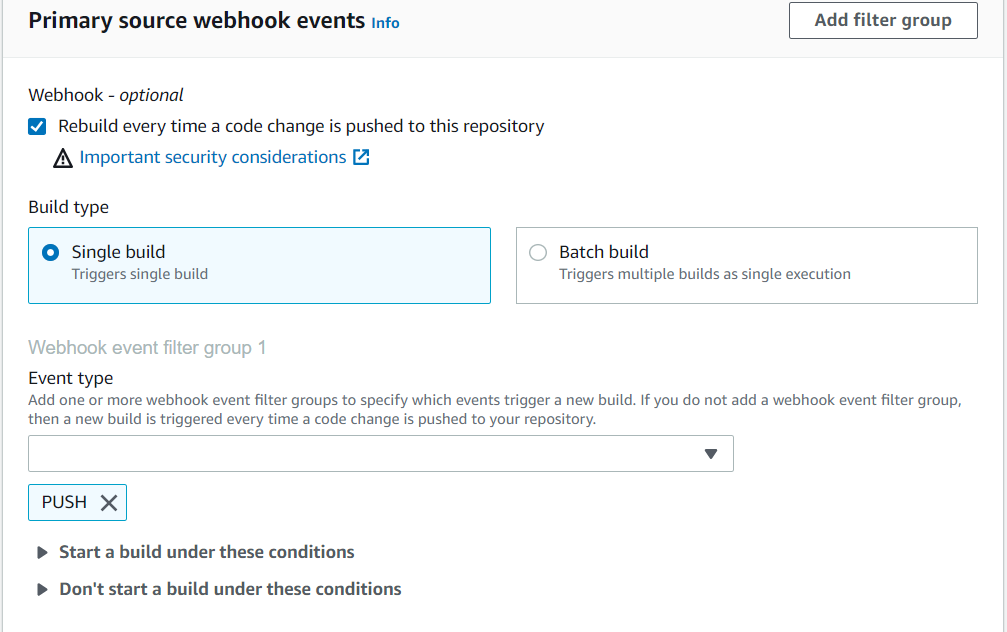 Primary source webhook events Info
Add filter group
Webhook - optional
Rebuild every time a code change is pushed to this repository
Important security considerations
Build type
Single build
Triggers single build
Batch build
Triggers multiple builds as single execution
Webhook event filter group 1
Event type
Add one or more webhook event filter groups to specify which events trigger a new build. If you do not add a webhook event filter group,
then a new build is triggered every time a code change is pushed to your repository.
PUSH
Start a build under these conditions
Don't start a build under these conditions